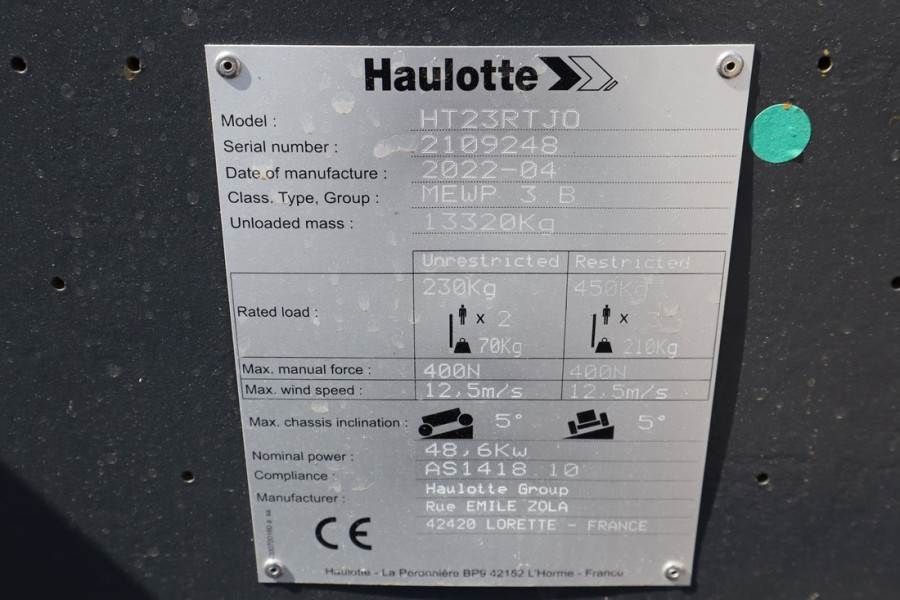 Haulotte
Model : HT23RTJO
Serial number : 2109248
Date of manufacture : 2022-04
Class. Type, Group : MEWP 3 B
Unloaded mass : 13320Kg
Unrestricted Restricted
Rated load : 230Kg 450Kg
x 2 x
70Kg 210Kg
Max. manual force : 400N 400N
Max. wind speed : 12,5m/s 12,5m/s
Max. chassis inclination : 5° 5°
Nominal power : 48,6Kw
Compliance : AS1418.10
Manufacturer : Haulotte Group
Rue EMILE ZOLA
42420 LORETTE - FRANCE
CE
Haulotte - La Péronnière BP9 42152 L'Horme - France